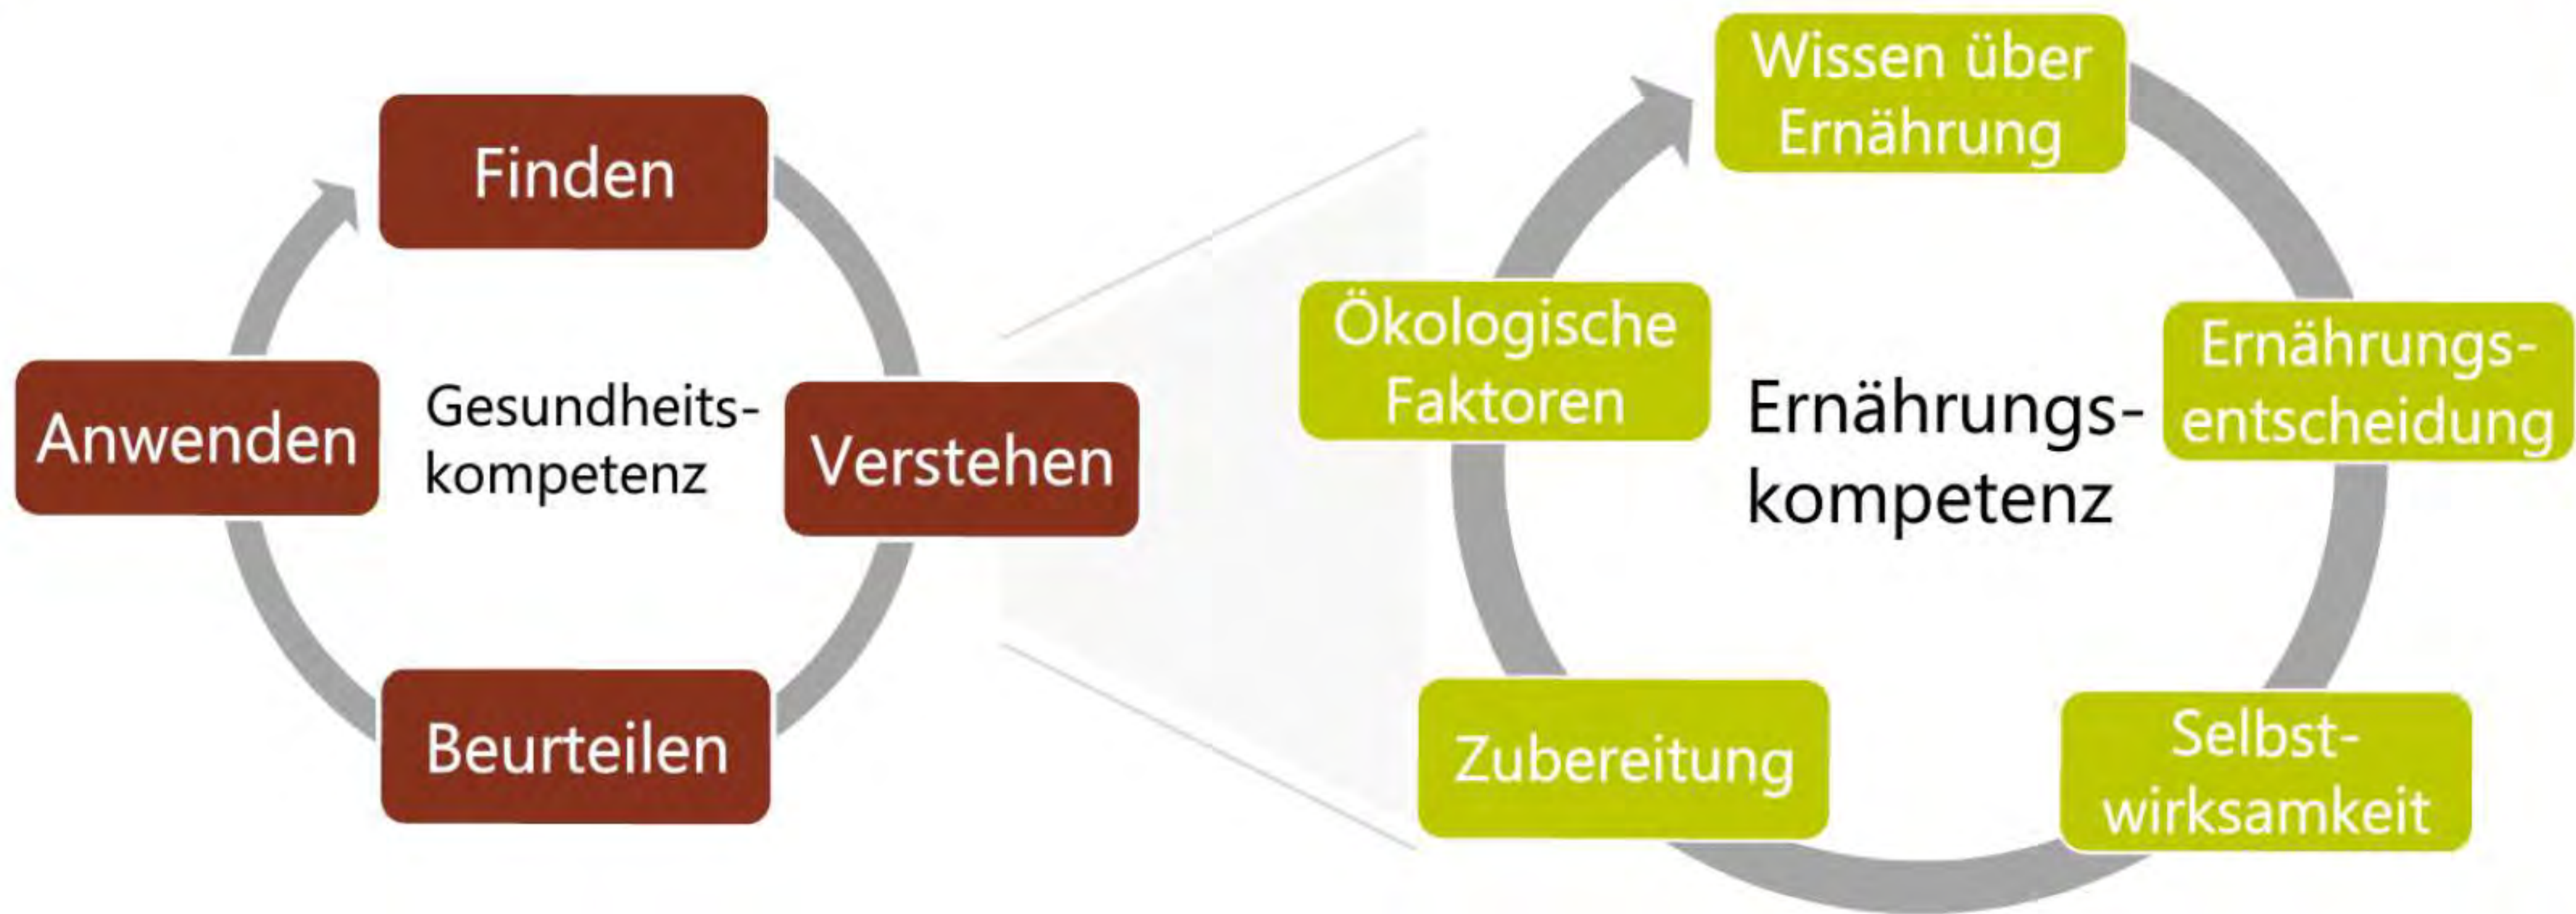 Finden
Verstehen
Beurteilen
Anwenden
Gesundheits-
kompetenz
Wissen über
Ernährung
Ernährungs-
entscheidung
Selbst-
wirksamkeit
Zubereitung
Ökologische
Faktoren
Ernährungs-
kompetenz